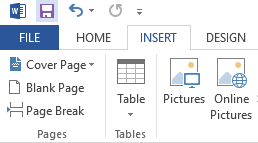 FILE HOME INSERT DESIGN
Cover Page
Blank Page
Page Break
Pages
Table
Tables
Pictures
Online
Pictures